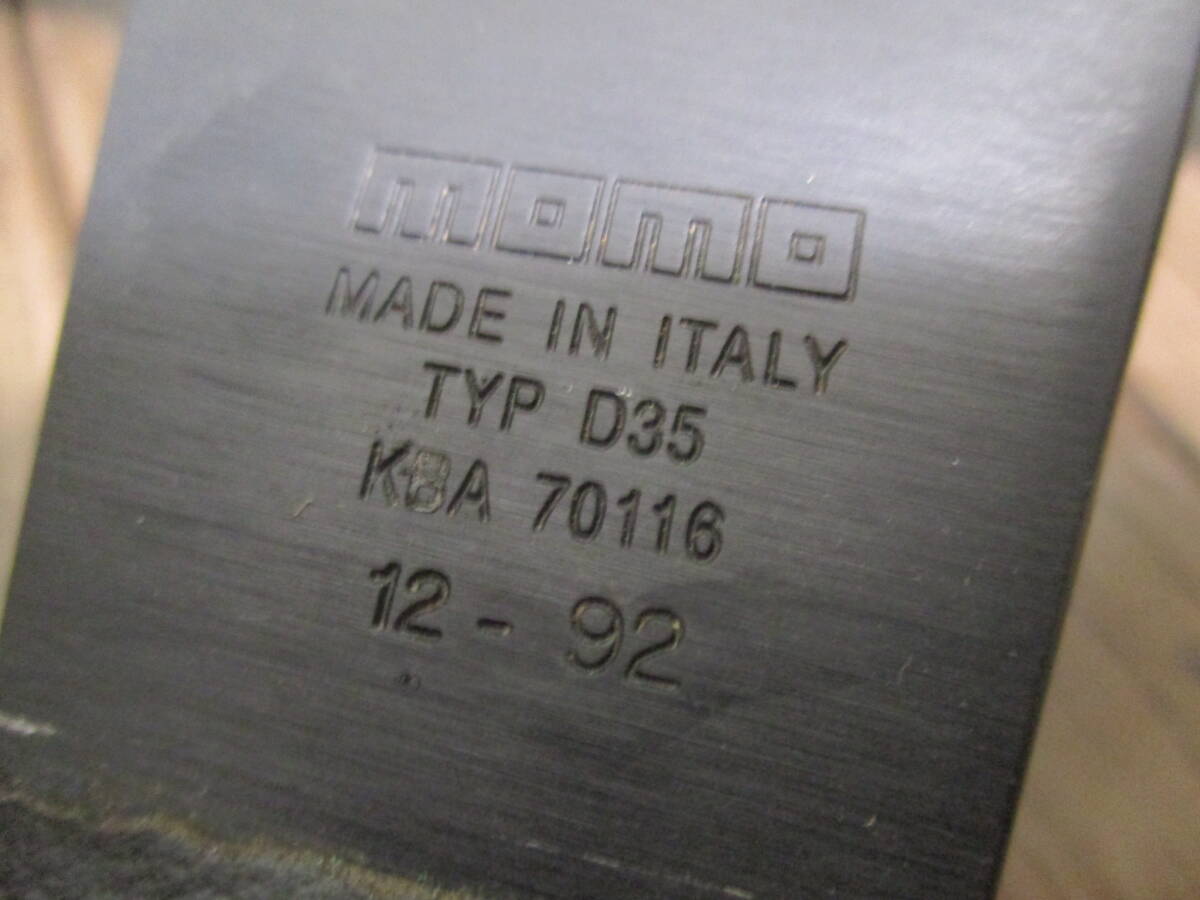 momo
MADE IN ITALY
TYP D35
KBA 70116
12 - 92